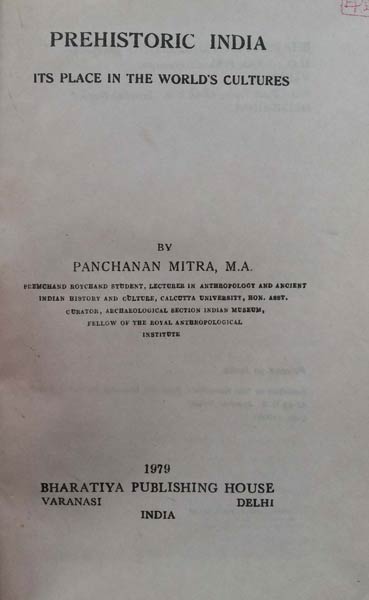 PREHISTORIC INDIA
ITS PLACE IN THE WORLD'S CULTURES
BY
PANCHANAN MITRA, M.A.
PREMCHAND ROYCHAND STUDENT, LECTURER IN ANTHROPOLOGY AND ANCIENT
INDIAN HISTORY AND CULTURE, CALCUTTA UNIVERSITY, HON. ASST.
CURATOR, ARCHAEOLOGICAL SECTION INDIAN MUSEUM,
FELLOW OF THE ROYAL ANTHROPOLOGICAL
INSTITUTE
1979
BHARATIYA PUBLISHING HOUSE
VARANASI DELHI
INDIA